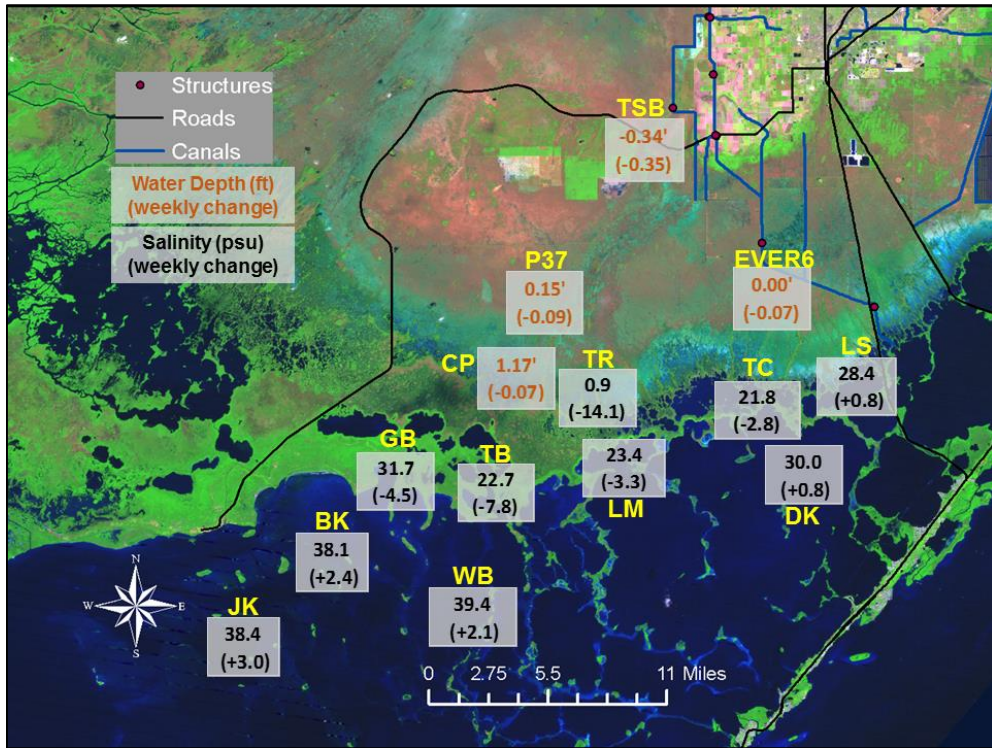 Structures
Roads
Canals
Water Depth (ft)
(weekly change)
Salinity (psu)
(weekly change)
TSB
-0.34'
(-0.35)
P37
0.15'
(-0.09)
EVER6
0.00'
(-0.07)
CP
1.17'
(-0.07)
TR
0.9
(-14.1)
TC
21.8
(-2.8)
LS
28.4
(+0.8)
GB
31.7
(-4.5)
TB
22.7
(-7.8)
23.4
(-3.3)
LM
30.0
(+0.8)
DK
BK
38.1
(+2.4)
WB
39.4
(+2.1)
JK
38.4
(+3.0)
N
W E
S
0 2.75 5.5 11 Miles